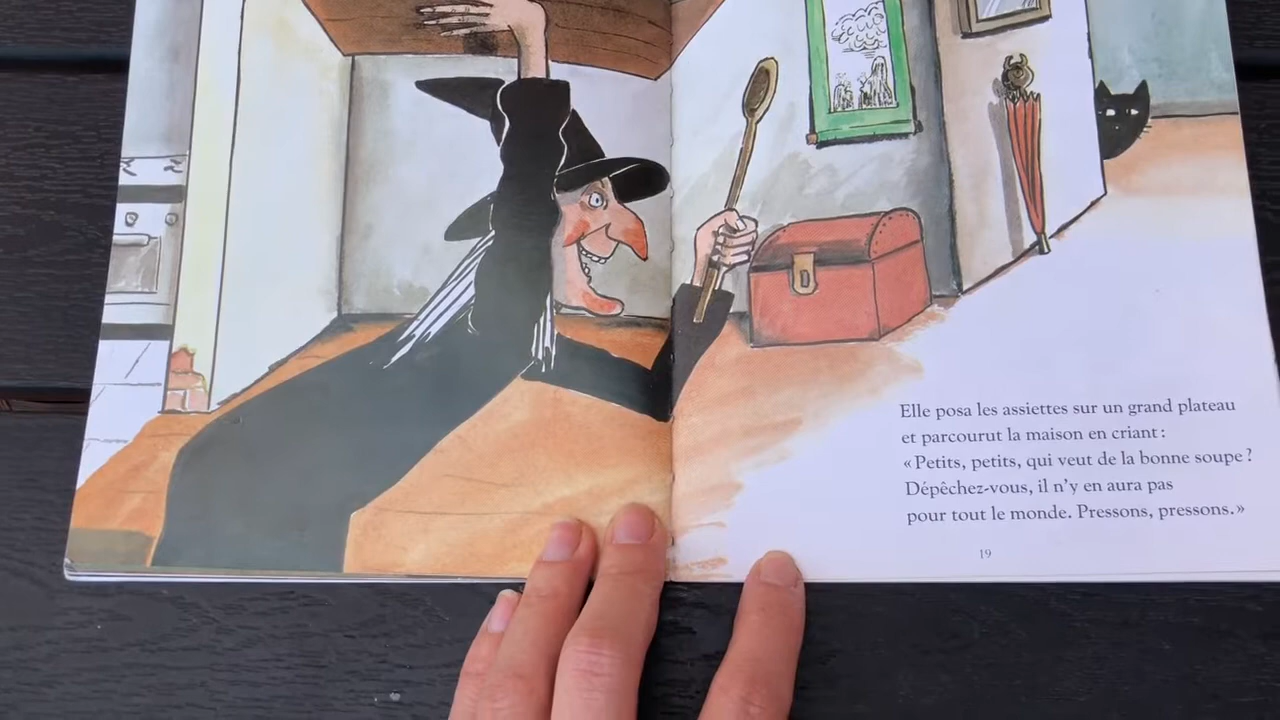 Elle posa les assiettes sur un grand plateau
et parcourut la maison en criant :
« Petits, petits, qui veut de la bonne soupe ?
Dépêchez-vous, il n'y en aura pas
pour tout le monde. Pressons, pressons. »
19